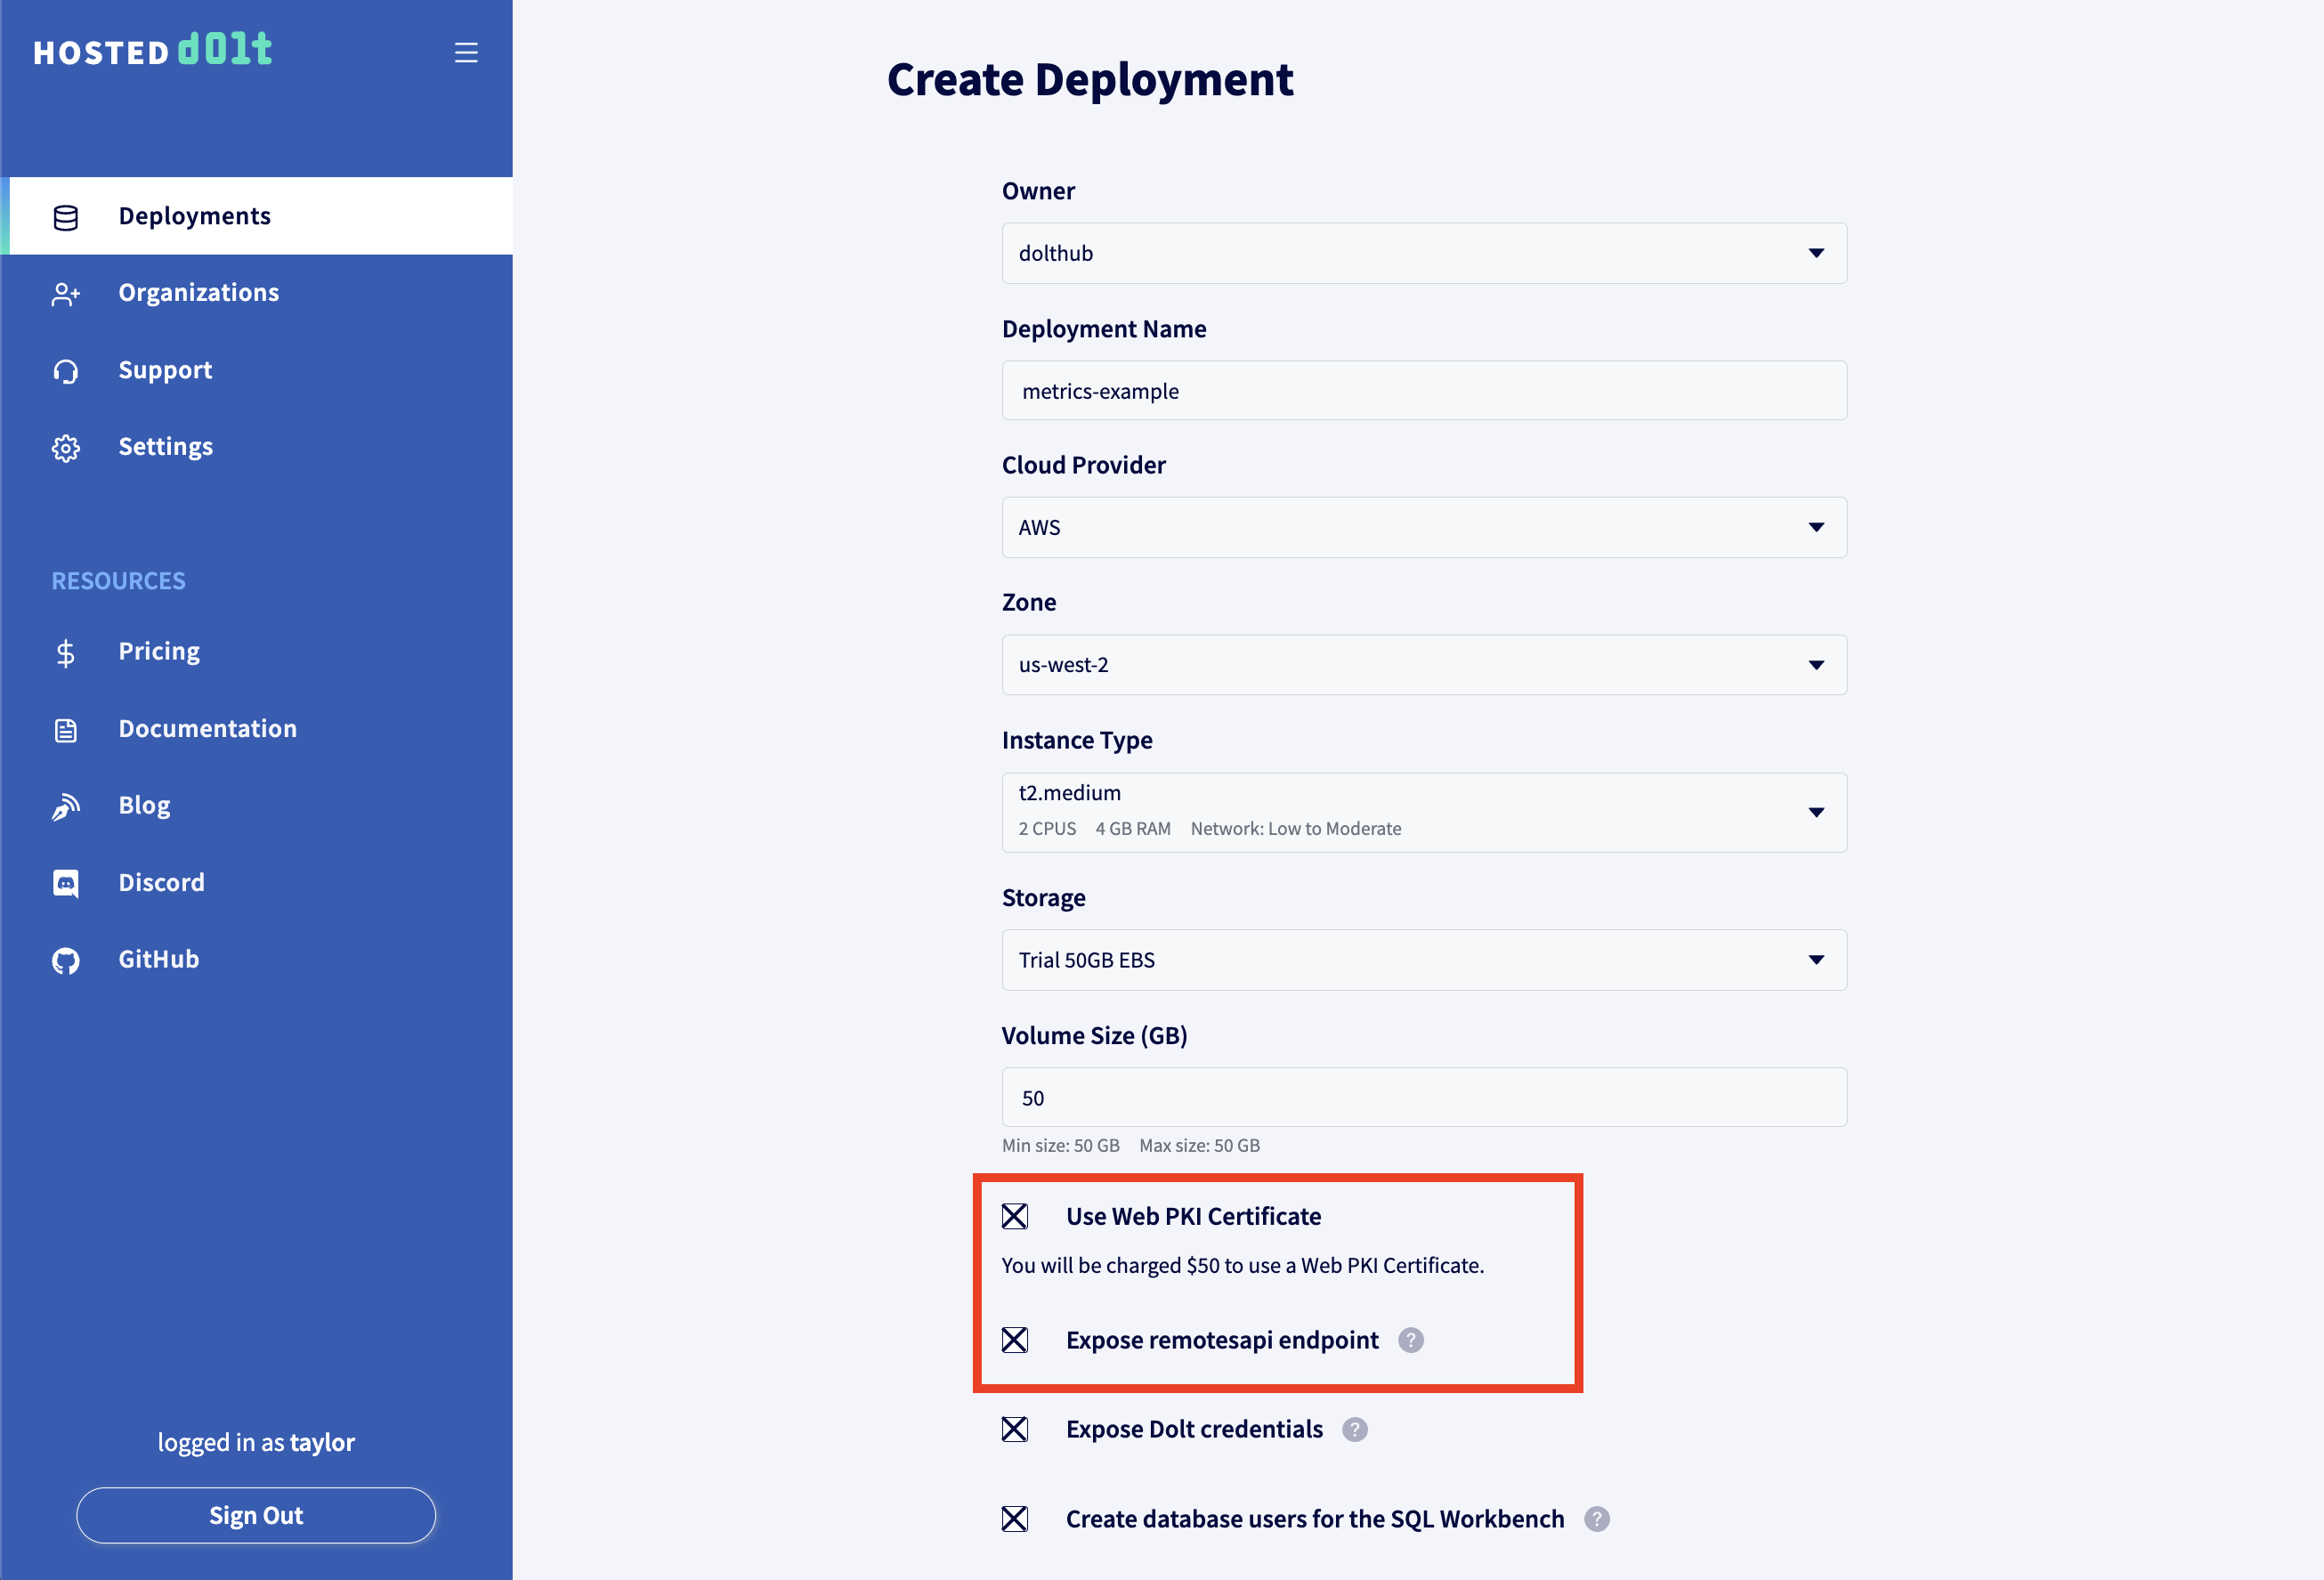 HOSTED dolt
Deployments
Organizations
Support
Settings
RESOURCES
Pricing
Documentation
Blog
Discord
GitHub
logged in as taylor
Sign Out
Create Deployment
Owner
dolthub
Deployment Name
metrics-example
Cloud Provider
AWS
Zone
us-west-2
Instance Type
t2.medium
2 CPUS 4 GB RAM Network: Low to Moderate
Storage
Trial 50GB EBS
Volume Size (GB)
50
Min size: 50 GB Max size: 50 GB
Use Web PKI Certificate
You will be charged $50 to use a Web PKI Certificate.
Expose remotesapi endpoint ?
Expose Dolt credentials ?
Create database users for the SQL Workbench ?